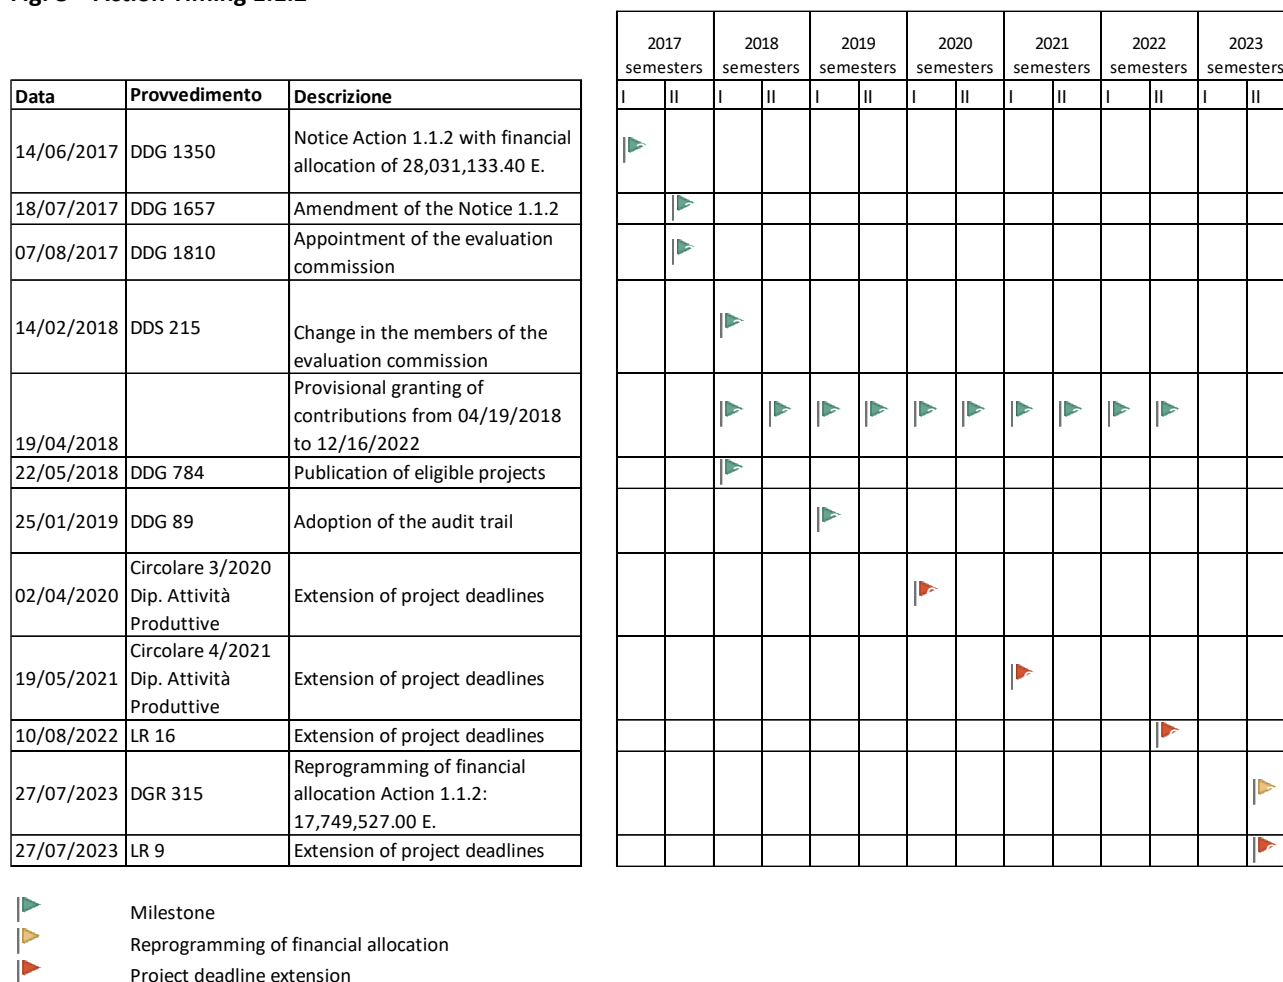 Action Timing 1.1.2
2017 2018 2019 2020 2021 2022 2023
semesters semesters semesters semesters semesters semesters semesters
Data Provvedimento Descrizione I II I II I II I II I II I II I II
14/06/2017 DDG 1350 Notice Action 1.1.2 with financial
allocation of 28,031,133.40 E.
18/07/2017 DDG 1657 Amendment of the Notice 1.1.2
07/08/2017 DDG 1810 Appointment of the evaluation
commission
14/02/2018 DDS 215 Change in the members of the
evaluation commission
19/04/2018 Provisional granting of
contributions from 04/19/2018
to 12/16/2022
22/05/2018 DDG 784 Publication of eligible projects
25/01/2019 DDG 89 Adoption of the audit trail
02/04/2020 Circolare 3/2020
Dip. Attività
Produttive
Extension of project deadlines
19/05/2021 Circolare 4/2021
Dip. Attività
Produttive
Extension of project deadlines
10/08/2022 LR 16 Extension of project deadlines
27/07/2023 DGR 315 Reprogramming of financial
allocation Action 1.1.2:
17,749,527.00 E.
27/07/2023 LR 9 Extension of project deadlines
Milestone
Reprogramming of financial allocation
Project deadline extension